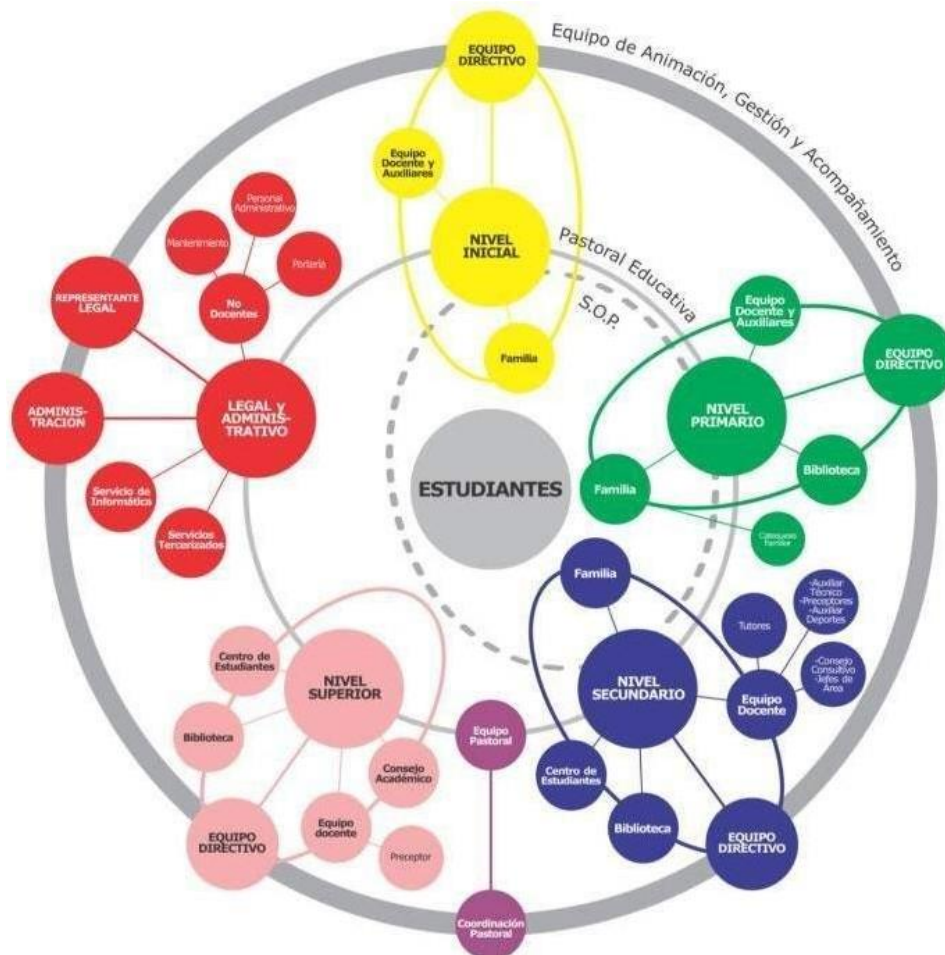 Equipo de Animación, Gestión y Acompañamiento
Pastoral Educativa
S.O.P.
EQUIPO
DIRECTIVO
Equipo
Docente y
Auxiliares
NIVEL
INICIAL
Familia
Personal
Administrativo
Mantenimiento
Portería
No
Docentes
REPRESENTANTE
LEGAL
ADMINIS-
TRACIÓN
LEGAL y
ADMINIS-
TRATIVO
Servicio de
Informática
Servicios
Tercerizados
Equipo
Docente y
Auxiliares
EQUIPO
DIRECTIVO
NIVEL
PRIMARIO
Biblioteca
Familia
Catequesis
Familiar
ESTUDIANTES
Familia
-Auxiliar
Técnico
-Preceptores
-Auxiliar
Deportes
Tutores
-Consejo
Consultivo
-Jefes de
Área
NIVEL
SECUNDARIO
Equipo
Docente
Centro de
Estudiantes
Biblioteca
EQUIPO
DIRECTIVO
Centro de
Estudiantes
NIVEL
SUPERIOR
Biblioteca
Consejo
Académico
Equipo
docente
EQUIPO
DIRECTIVO
Preceptor
Equipo
Pastoral
Coordinación
Pastoral